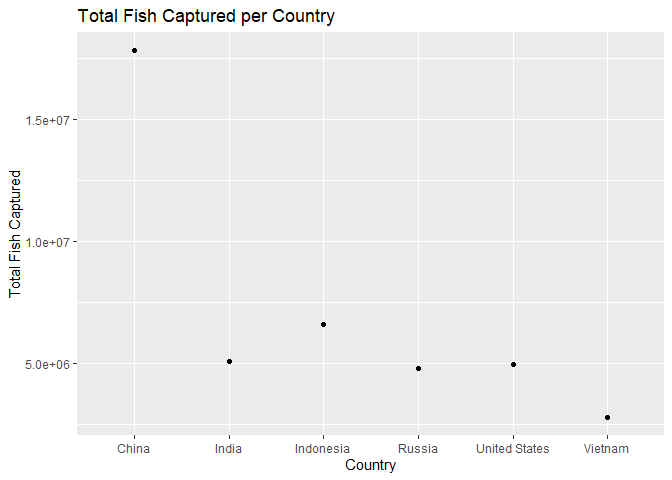 Total Fish Captured per Country
Total Fish Captured
1.5e+07
1.0e+07
5.0e+06
China India Indonesia Russia United States Vietnam
Country